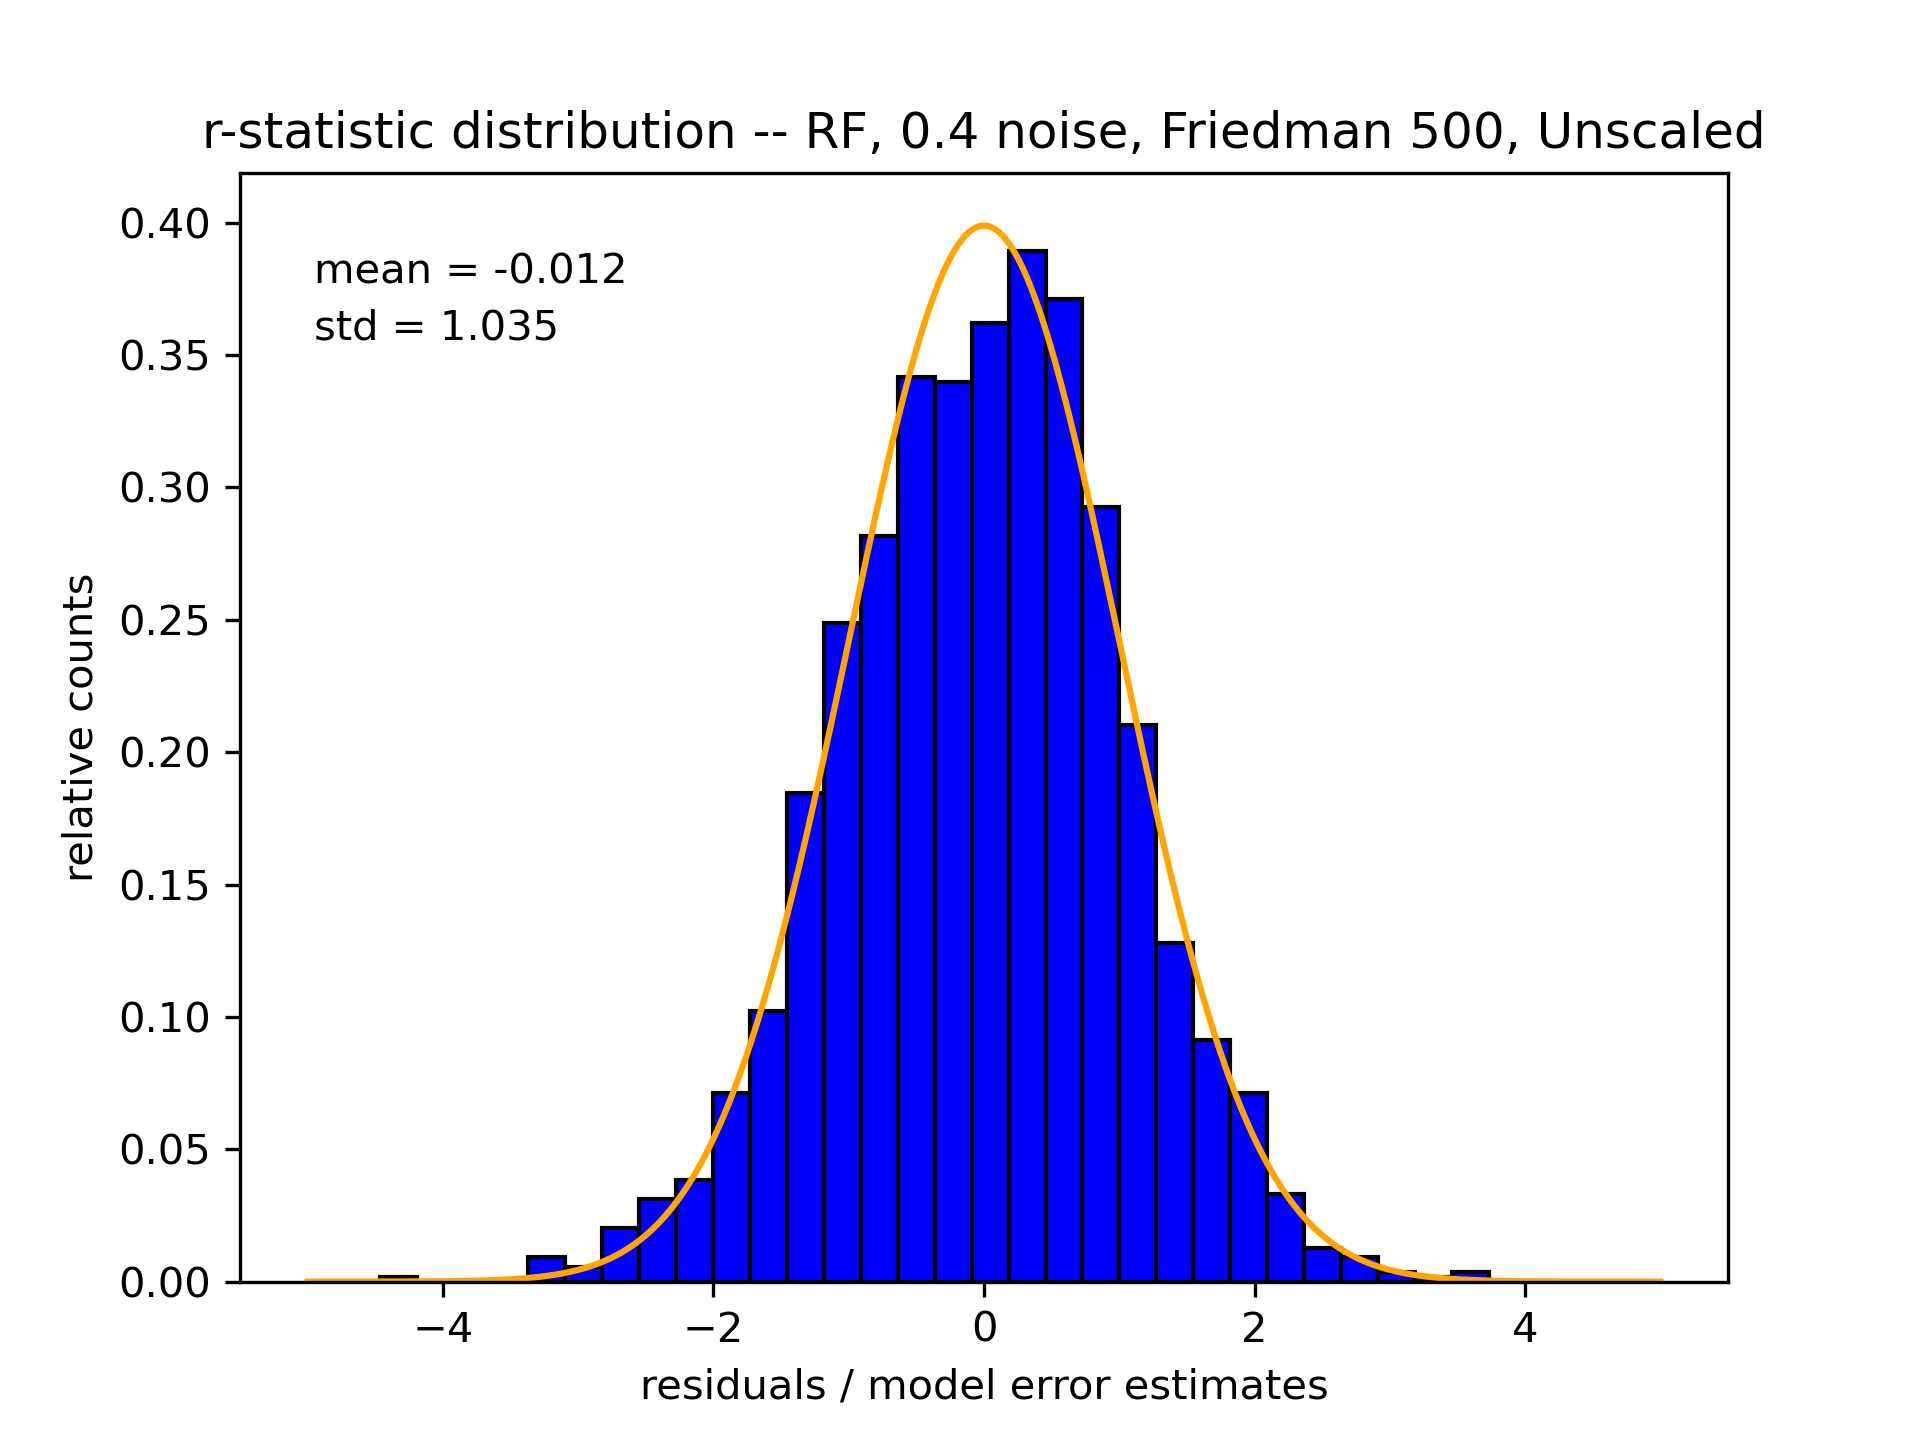 r-statistic distribution -- RF, 0.4 noise, Friedman 500, Unscaled
mean = -0.012
std = 1.035
relative counts
0.40
0.35
0.30
0.25
0.20
0.15
0.10
0.05
0.00
−4
−2
0
2
4
residuals / model error estimates